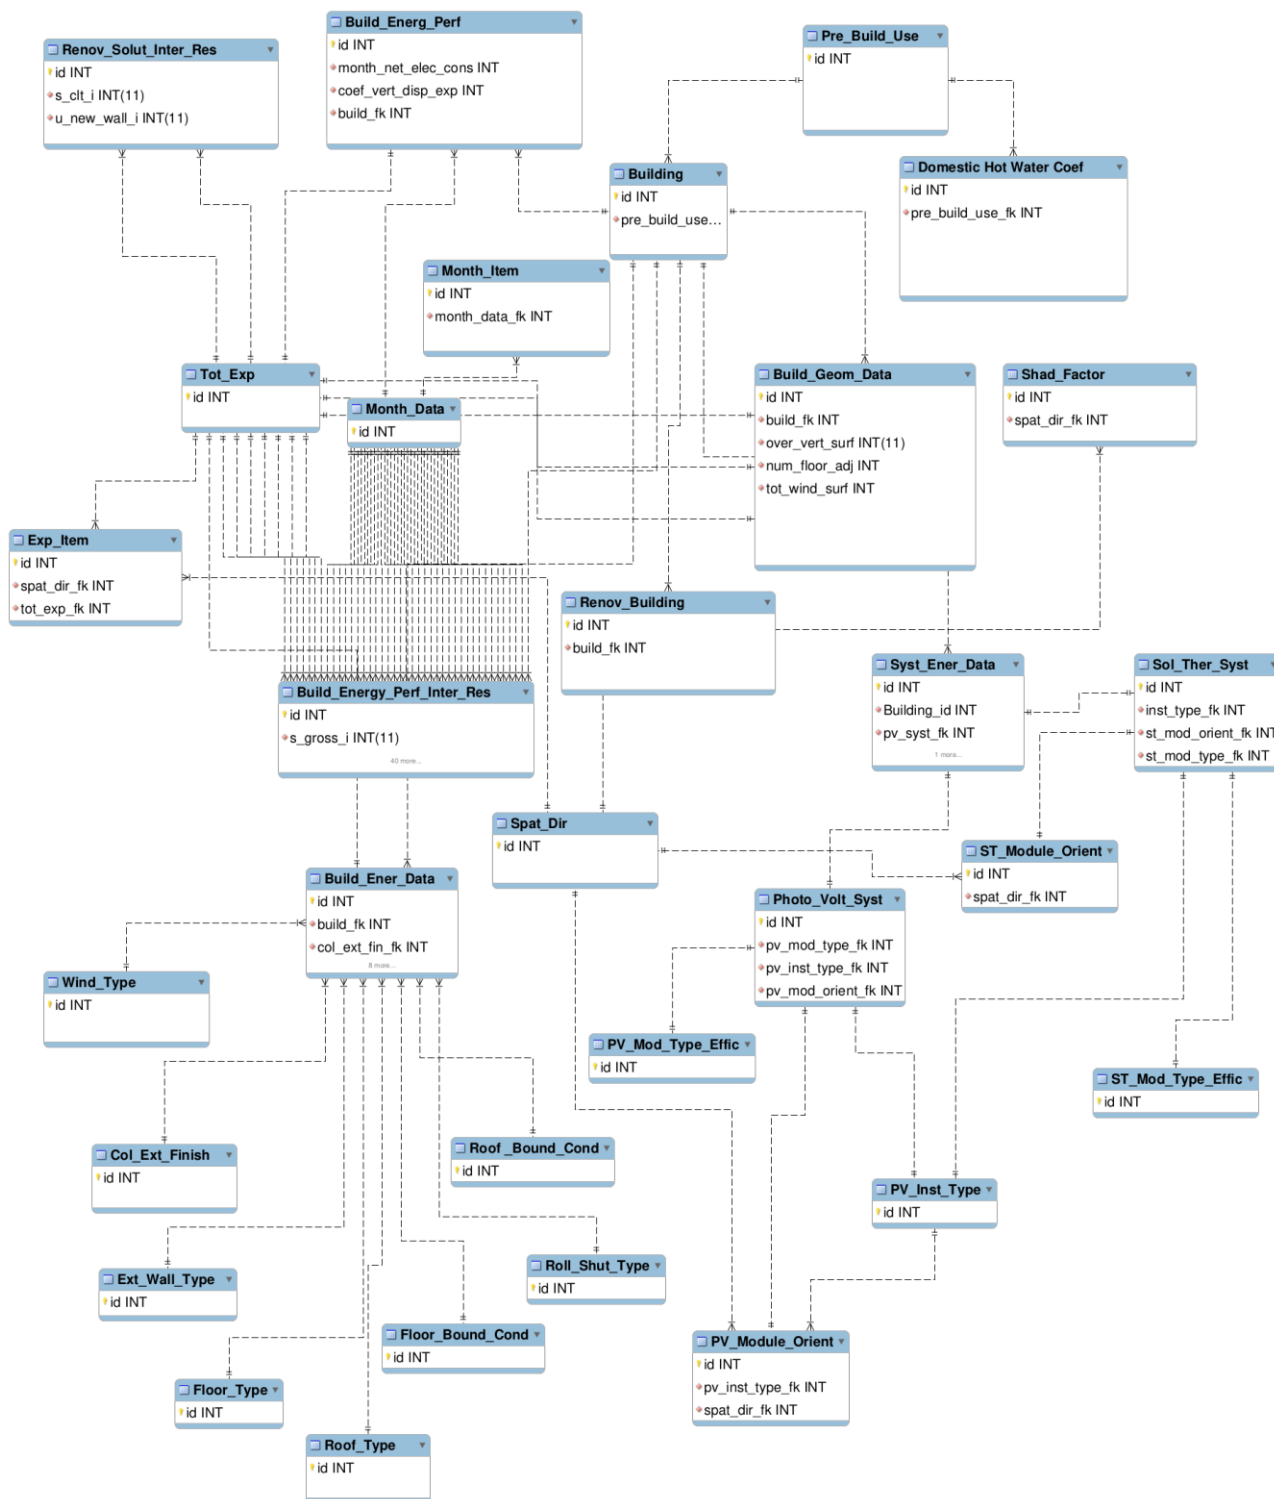 Renov_Solut_Inter_Res
id INT
s_clt_i INT(11)
u_new_wall_i INT(11)
Build_Energ_Perf
id INT
month_net_elec_cons INT
coef_vert_disp_exp INT
build_fk INT
Pre_Build_Use
id INT
Building
id INT
pre_build_use...
Domestic Hot Water Coef
id INT
pre_build_use_fk INT
Month_Item
id INT
month_data_fk INT
Tot_Exp
id INT
Month_Data
id INT
Build_Geom_Data
id INT
build_fk INT
over_vert_surf INT(11)
num_floor_adj INT
tot_wind_surf INT
Shad_Factor
id INT
spat_dir_fk INT
Exp_Item
id INT
spat_dir_fk INT
tot_exp_fk INT
Renov_Building
id INT
build_fk INT
Build_Energy_Perf_Inter_Res
id INT
s_gross_i INT(11)
40 more...
Syst_Ener_Data
id INT
Building_id INT
pv_syst_fk INT
1 more...
Sol_Ther_Syst
id INT
inst_type_fk INT
st_mod_orient_fk INT
st_mod_type_fk INT
Spat_Dir
id INT
ST_Module_Orient
id INT
spat_dir_fk INT
Build_Ener_Data
id INT
build_fk INT
col_ext_fin_fk INT
8 more...
Photo_Volt_Syst
id INT
pv_mod_type_fk INT
pv_inst_type_fk INT
pv_mod_orient_fk INT
Wind_Type
id INT
PV_Mod_Type_Effic
id INT
ST_Mod_Type_Effic
id INT
Col_Ext_Finish
id INT
Roof _Bound_Cond
id INT
PV_Inst_Type
id INT
Ext_Wall_Type
id INT
Roll_Shut_Type
id INT
Floor_Bound_Cond
id INT
PV_Module_Orient
id INT
pv_inst_type_fk INT
spat_dir_fk INT
Floor_Type
id INT
Roof_Type
id INT